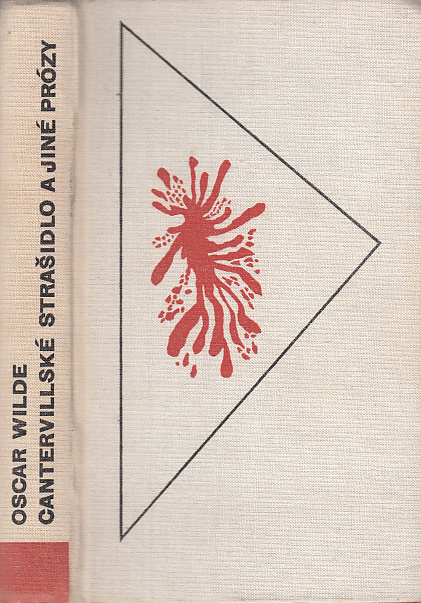 OSCAR WILDE
CANTERVILLSKÉ STRAŠIDLO A JINÉ PRÓZY